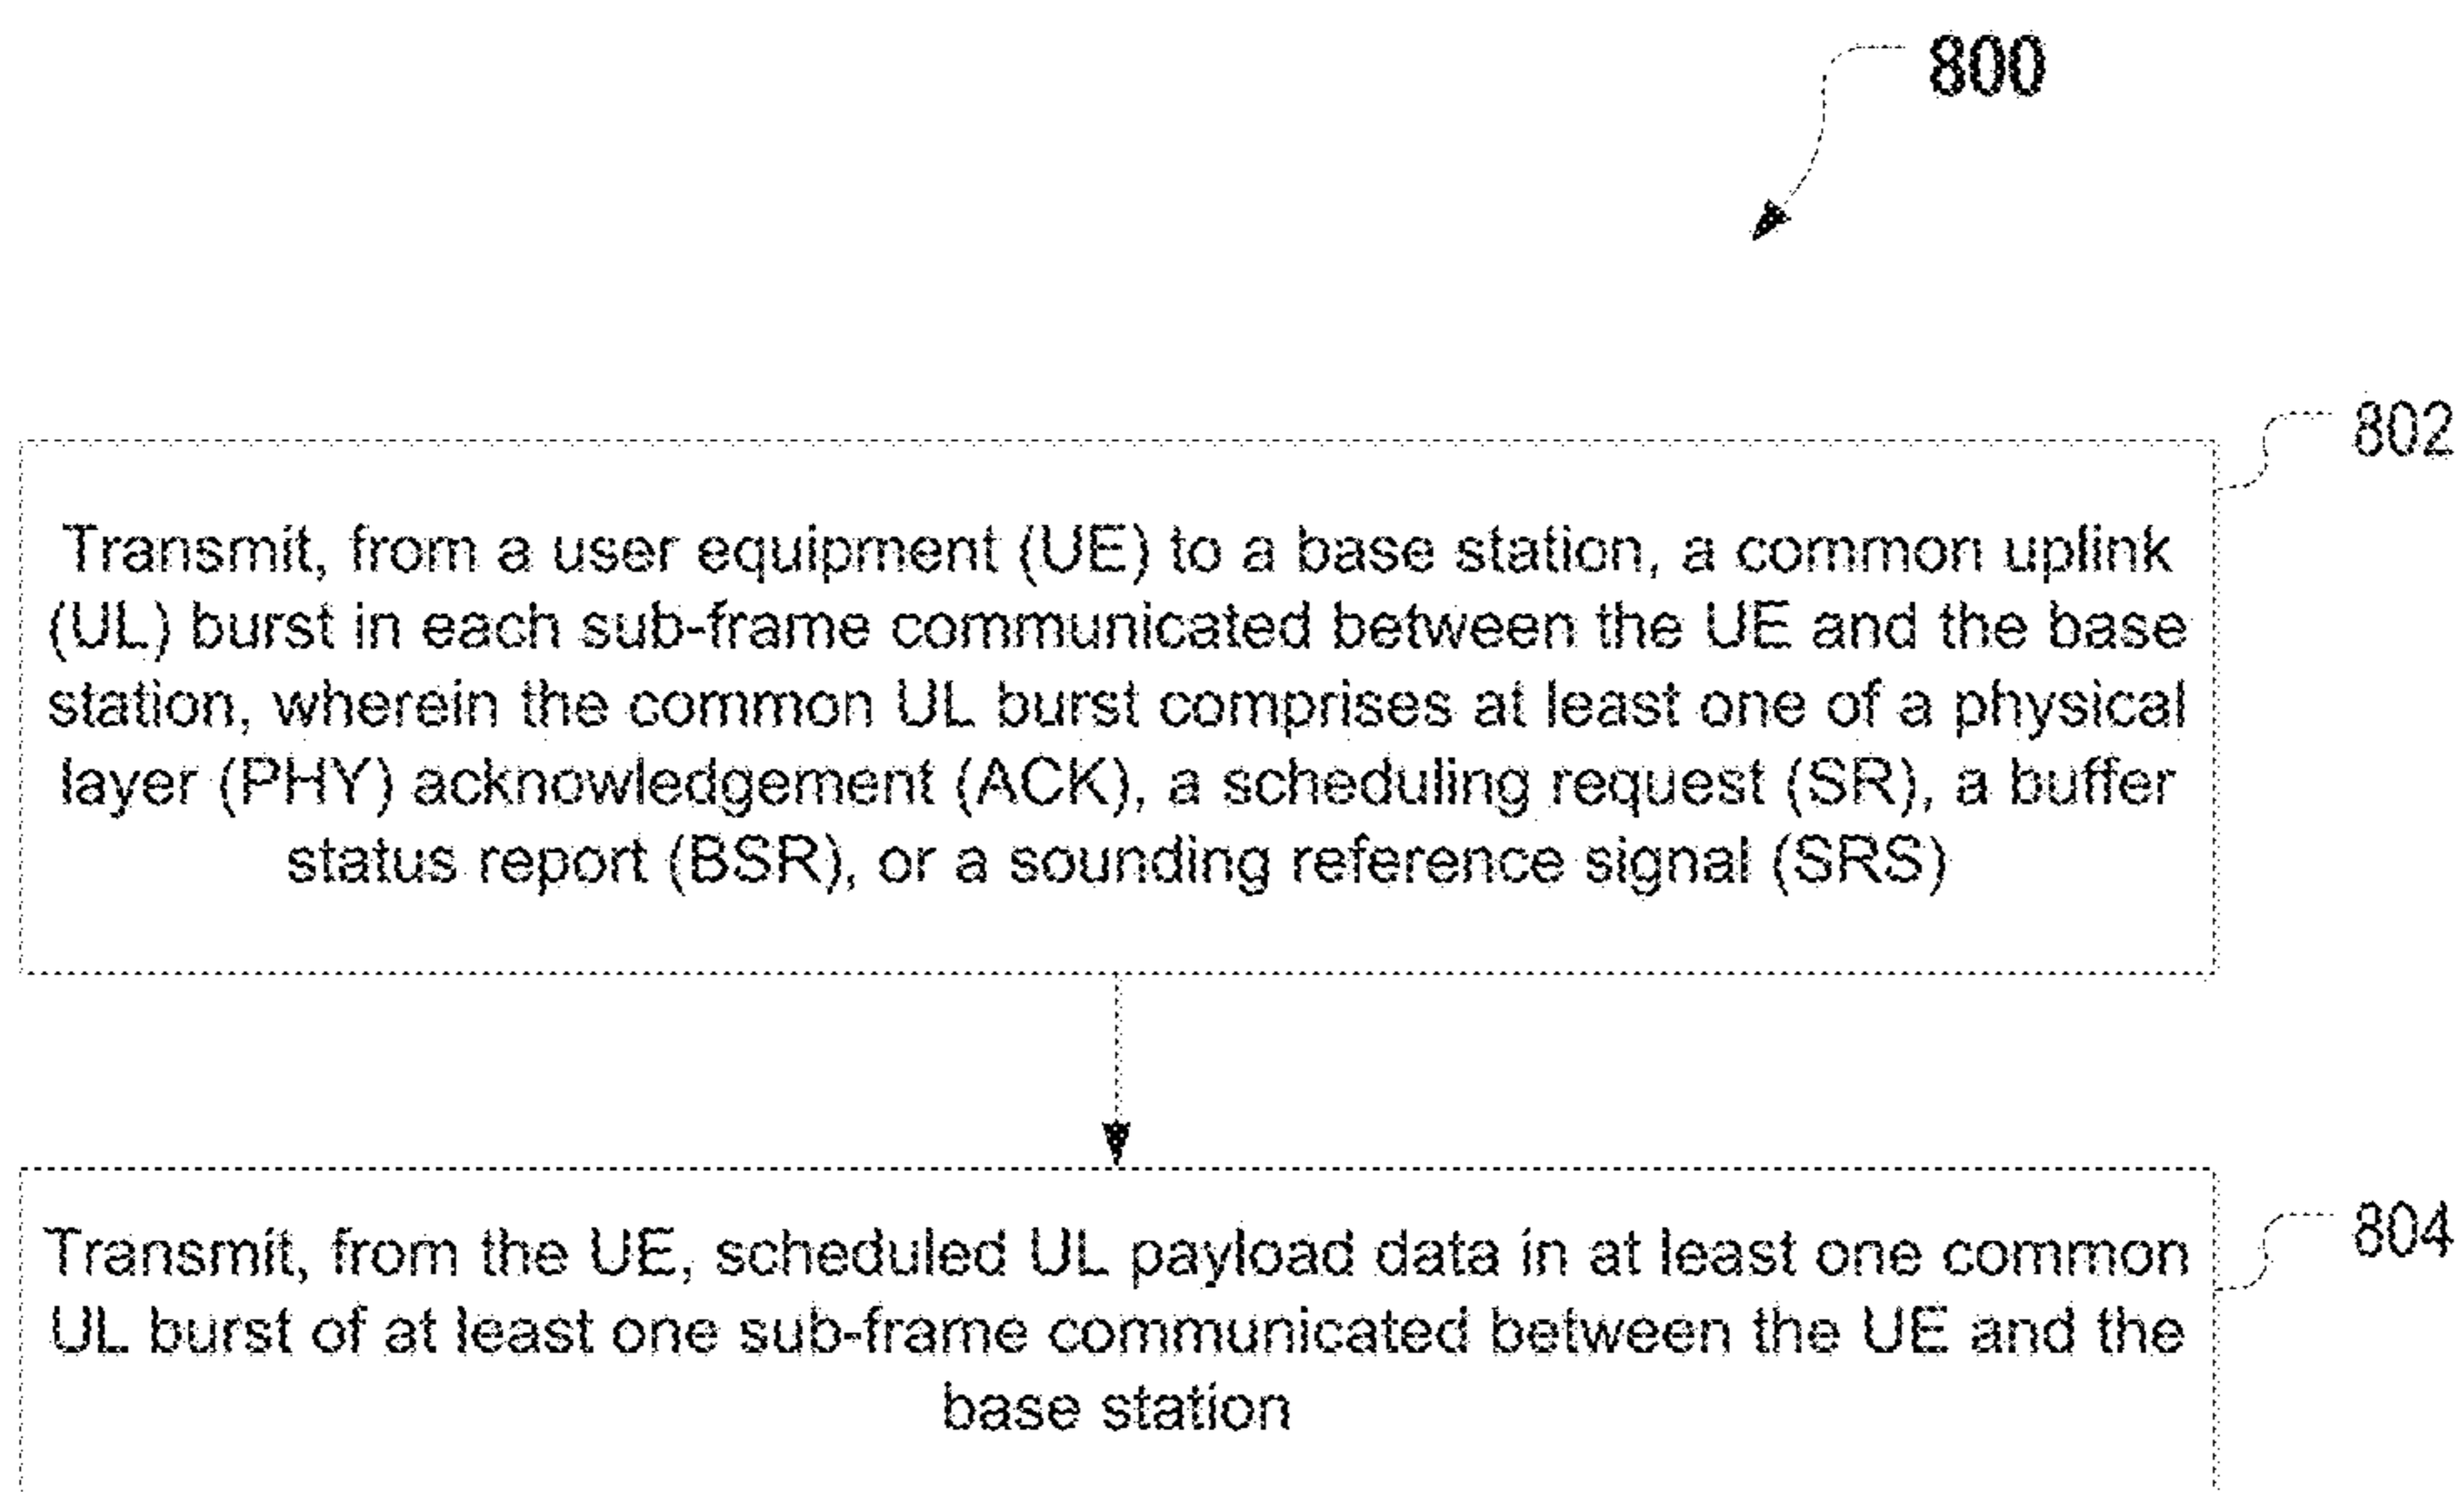 800
802
Transmit, from a user equipment (UE) to a base station, a common uplink
(UL) burst in each sub-frame communicated between the UE and the base
station, wherein the common UL burst comprises at least one of a physical
layer (PHY) acknowledgement (ACK), a scheduling request (SR), a buffer
status report (BSR), or a sounding reference signal (SRS)
804
Transmit, from the UE, scheduled UL payload data in at least one common
UL burst of at least one sub-frame communicated between the UE and the
base station